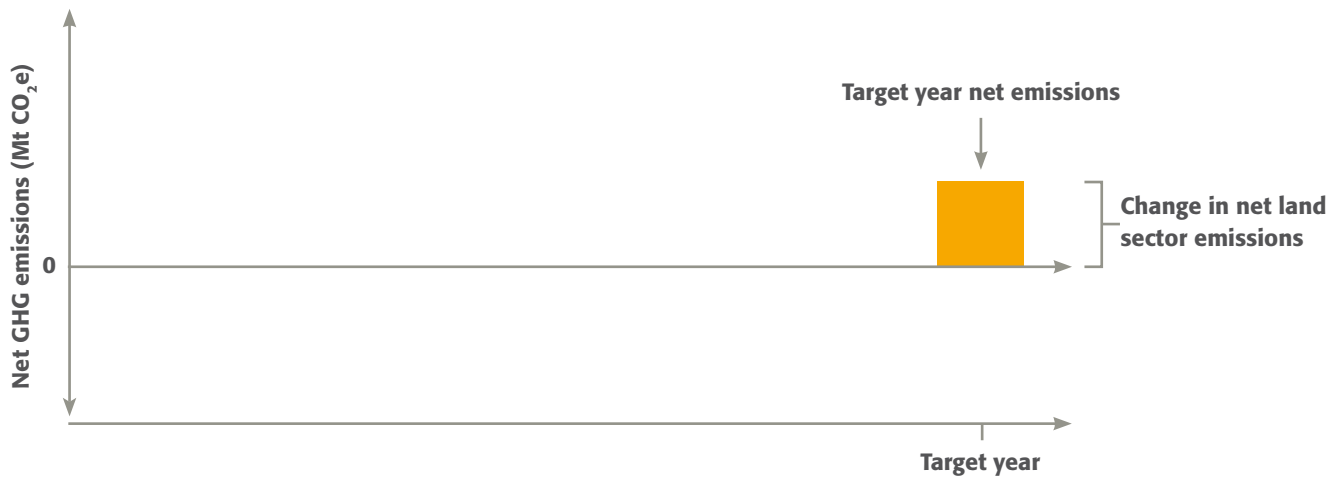 Net GHG emissions (Mt CO₂e)
Target year net emissions
Change in net land
sector emissions
0
Target year